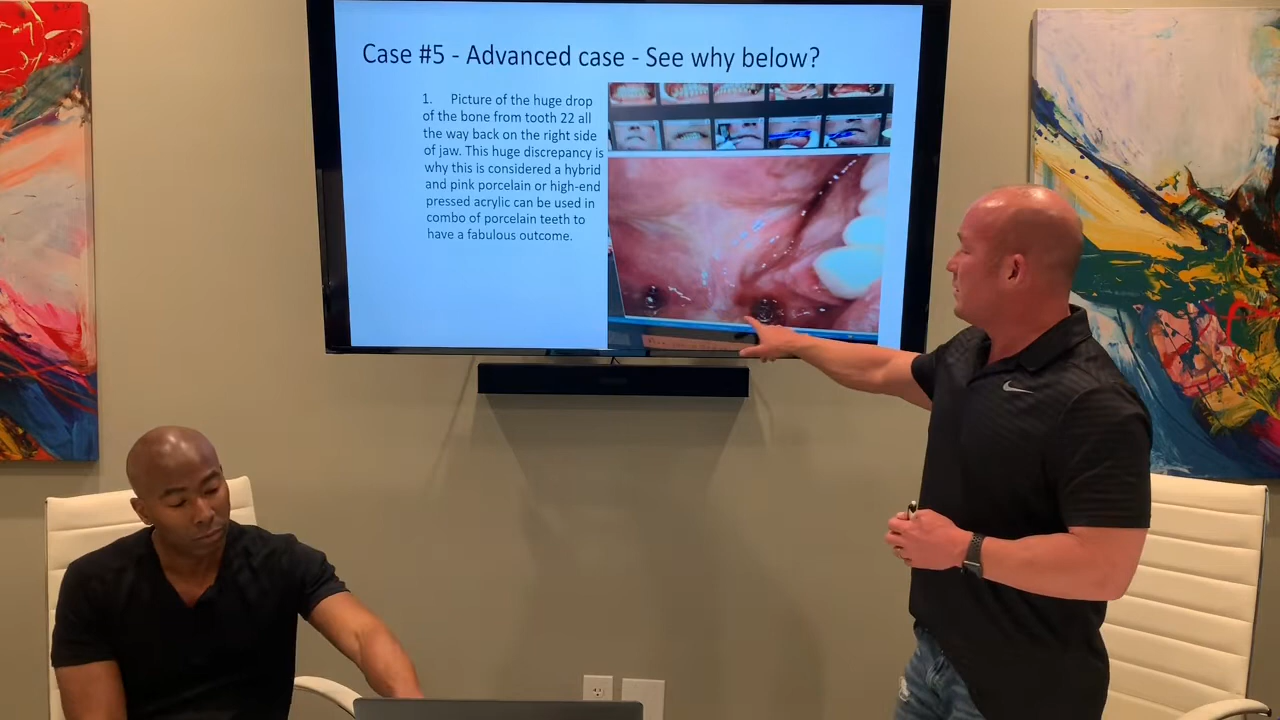 Case #5 - Advanced case - See why below?
1. Picture of the huge drop
of the bone from tooth 22 all
the way back on the right side
of jaw. This huge discrepancy is
why this is considered a hybrid
and pink porcelain or high-end
pressed acrylic can be used in
combo of porcelain teeth to
have a fabulous outcome.